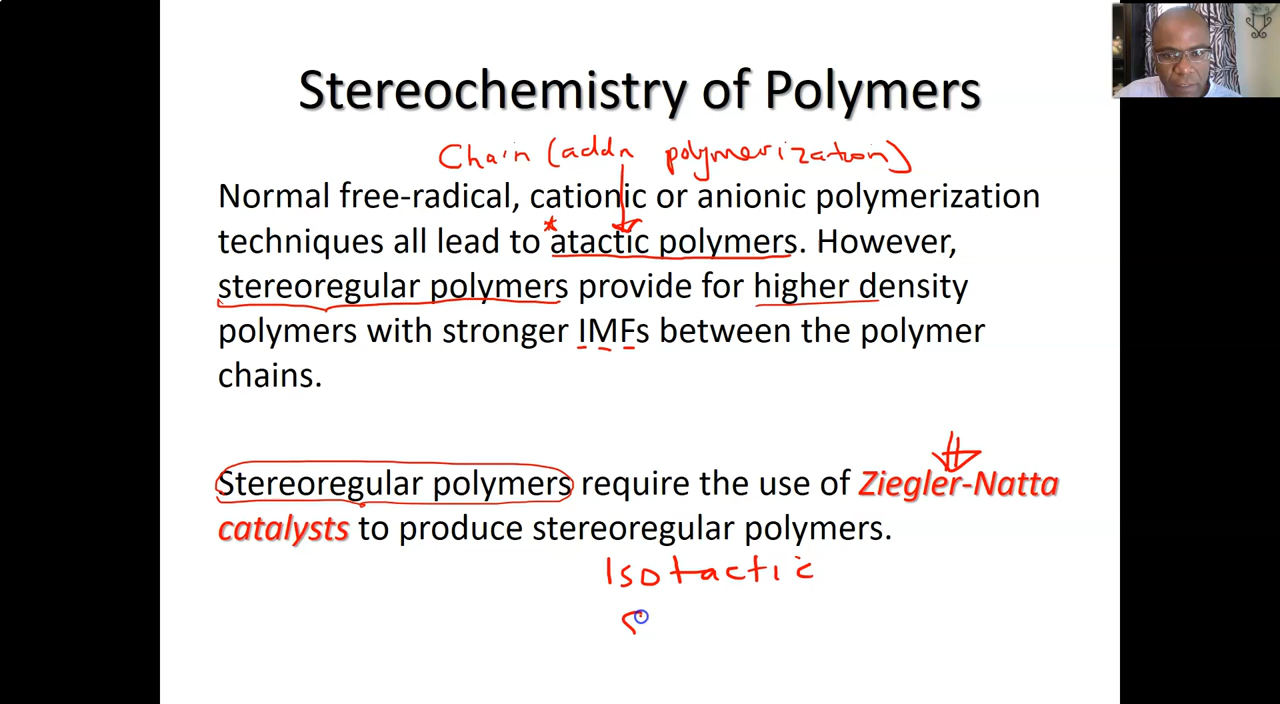 Stereochemistry of Polymers
Chain (addn polymerization)
Normal free-radical, cationic or anionic polymerization
techniques all lead to *atactic polymers. However,
stereoregular polymers provide for higher density
polymers with stronger IMFs between the polymer
chains.
Stereoregular polymers require the use of Ziegler-Natta
catalysts to produce stereoregular polymers.
Isotactic